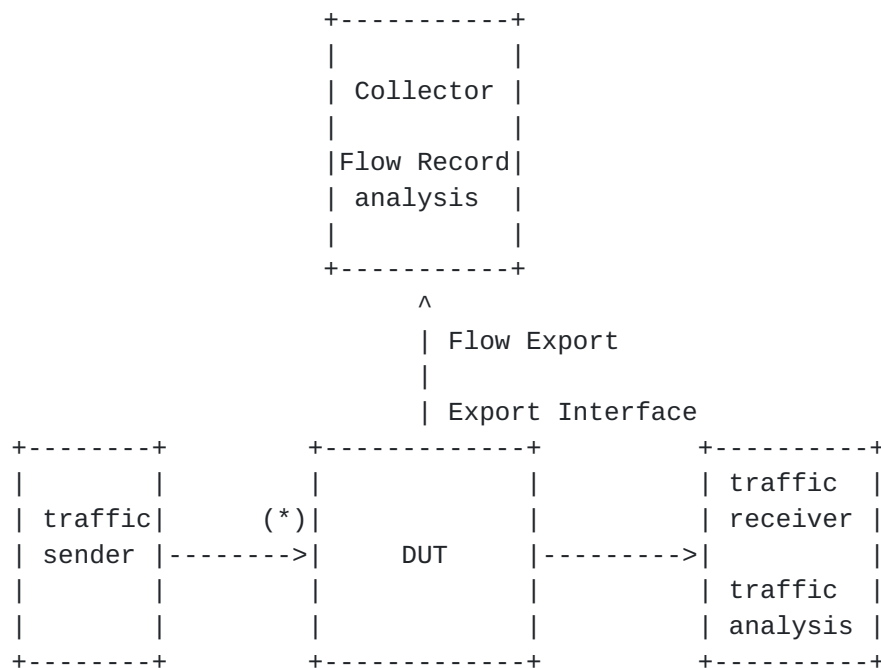 Collector
Flow Record
analysis
Flow Export
Export Interface
traffic
traffic (*) receiver
sender DUT
traffic
analysis